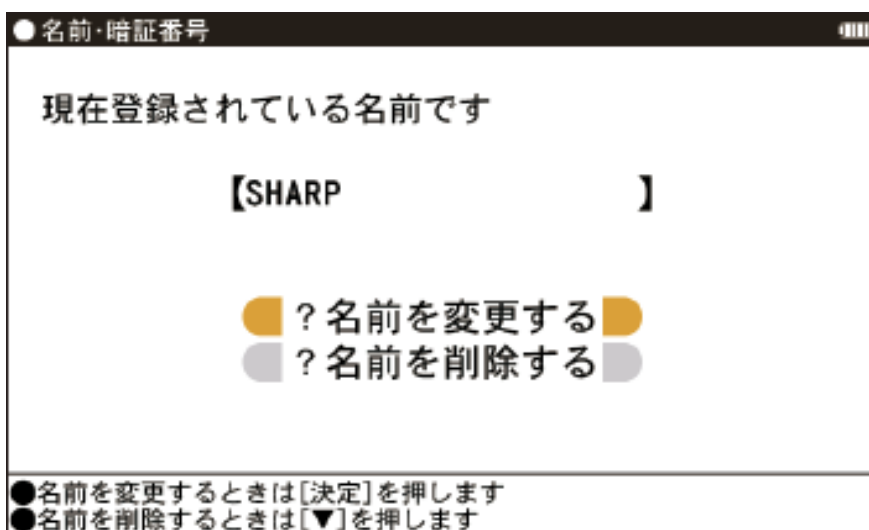 ●名前・暗証番号
現在登録されている名前です
【SHARP 】
?名前を変更する
?名前を削除する
●名前を変更するときは[決定]を押します
●名前を削除するときは[▼]を押します